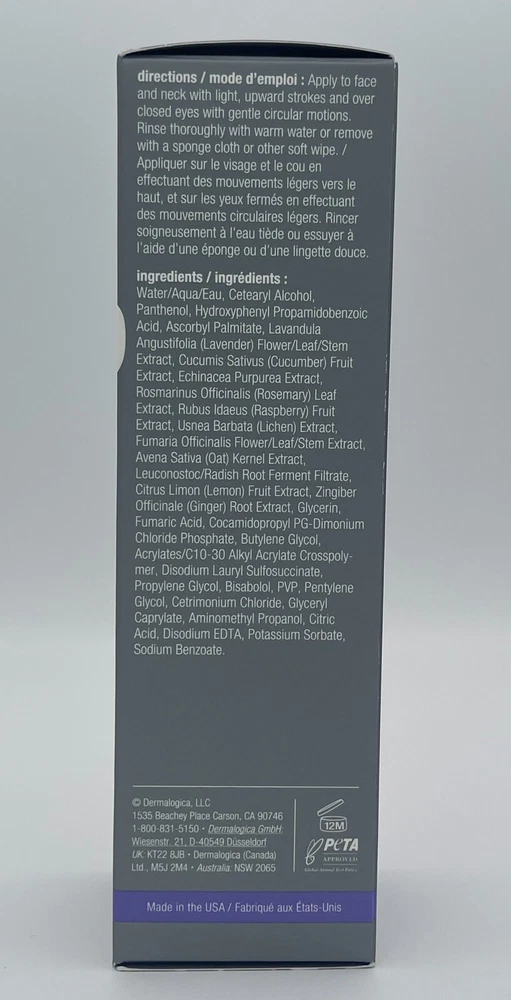 directions / mode d'emploi : Apply to face
and neck with light, upward strokes and over
closed eyes with gentle circular motions.
Rinse thoroughly with warm water or remove
with a sponge cloth or other soft wipe. /
Appliquer sur le visage et le cou en
effectuant des mouvements légers vers le
haut, et sur les yeux fermés en effectuant
des mouvements circulaires légers. Rincer
soigneusement à l'eau tiède ou essuyer à
l'aide d'une éponge ou d'une lingette douce.
ingredients / ingrédients :
Water/Aqua/Eau, Cetearyl Alcohol,
Panthenol, Hydroxyphenyl Propamidobenzoic
Acid, Ascorbyl Palmitate, Lavandula
Angustifolia (Lavender) Flower/Leaf/Stem
Extract, Cucumis Sativus (Cucumber) Fruit
Extract, Echinacea Purpurea Extract,
Rosmarinus Officinalis (Rosemary) Leaf
Extract, Rubus Idaeus (Raspberry) Fruit
Extract, Usnea Barbata (Lichen) Extract,
Fumaria Officinalis Flower/Leaf/Stem Extract,
Avena Sativa (Oat) Kernel Extract,
Leuconostoc/Radish Root Ferment Filtrate,
Citrus Limon (Lemon) Fruit Extract, Zingiber
Officinale (Ginger) Root Extract, Glycerin,
Fumaric Acid, Cocamidopropyl PG-Dimonium
Chloride Phosphate, Butylene Glycol,
Acrylates/C10-30 Alkyl Acrylate Crosspoly-
mer, Disodium Lauryl Sulfosuccinate,
Propylene Glycol, Bisabolol, PVP, Pentylene
Glycol, Cetrimonium Chloride, Glyceryl
Caprylate, Aminomethyl Propanol, Citric
Acid, Disodium EDTA, Potassium Sorbate,
Sodium Benzoate.
© Dermalogica, LLC
1535 Beachey Place Carson, CA 90746
1-800-831-5150 • Dermalogica GmbH:
Wiesenstr. 21, D-40549 Düsseldorf
UK: KT22 8JB • Dermalogica (Canada)
Ltd., M5J 2M4 • Australia: NSW 2065
12M
PETA
APPROVED
Global Animal Test Policy
Made in the USA / Fabriqué aux États-Unis